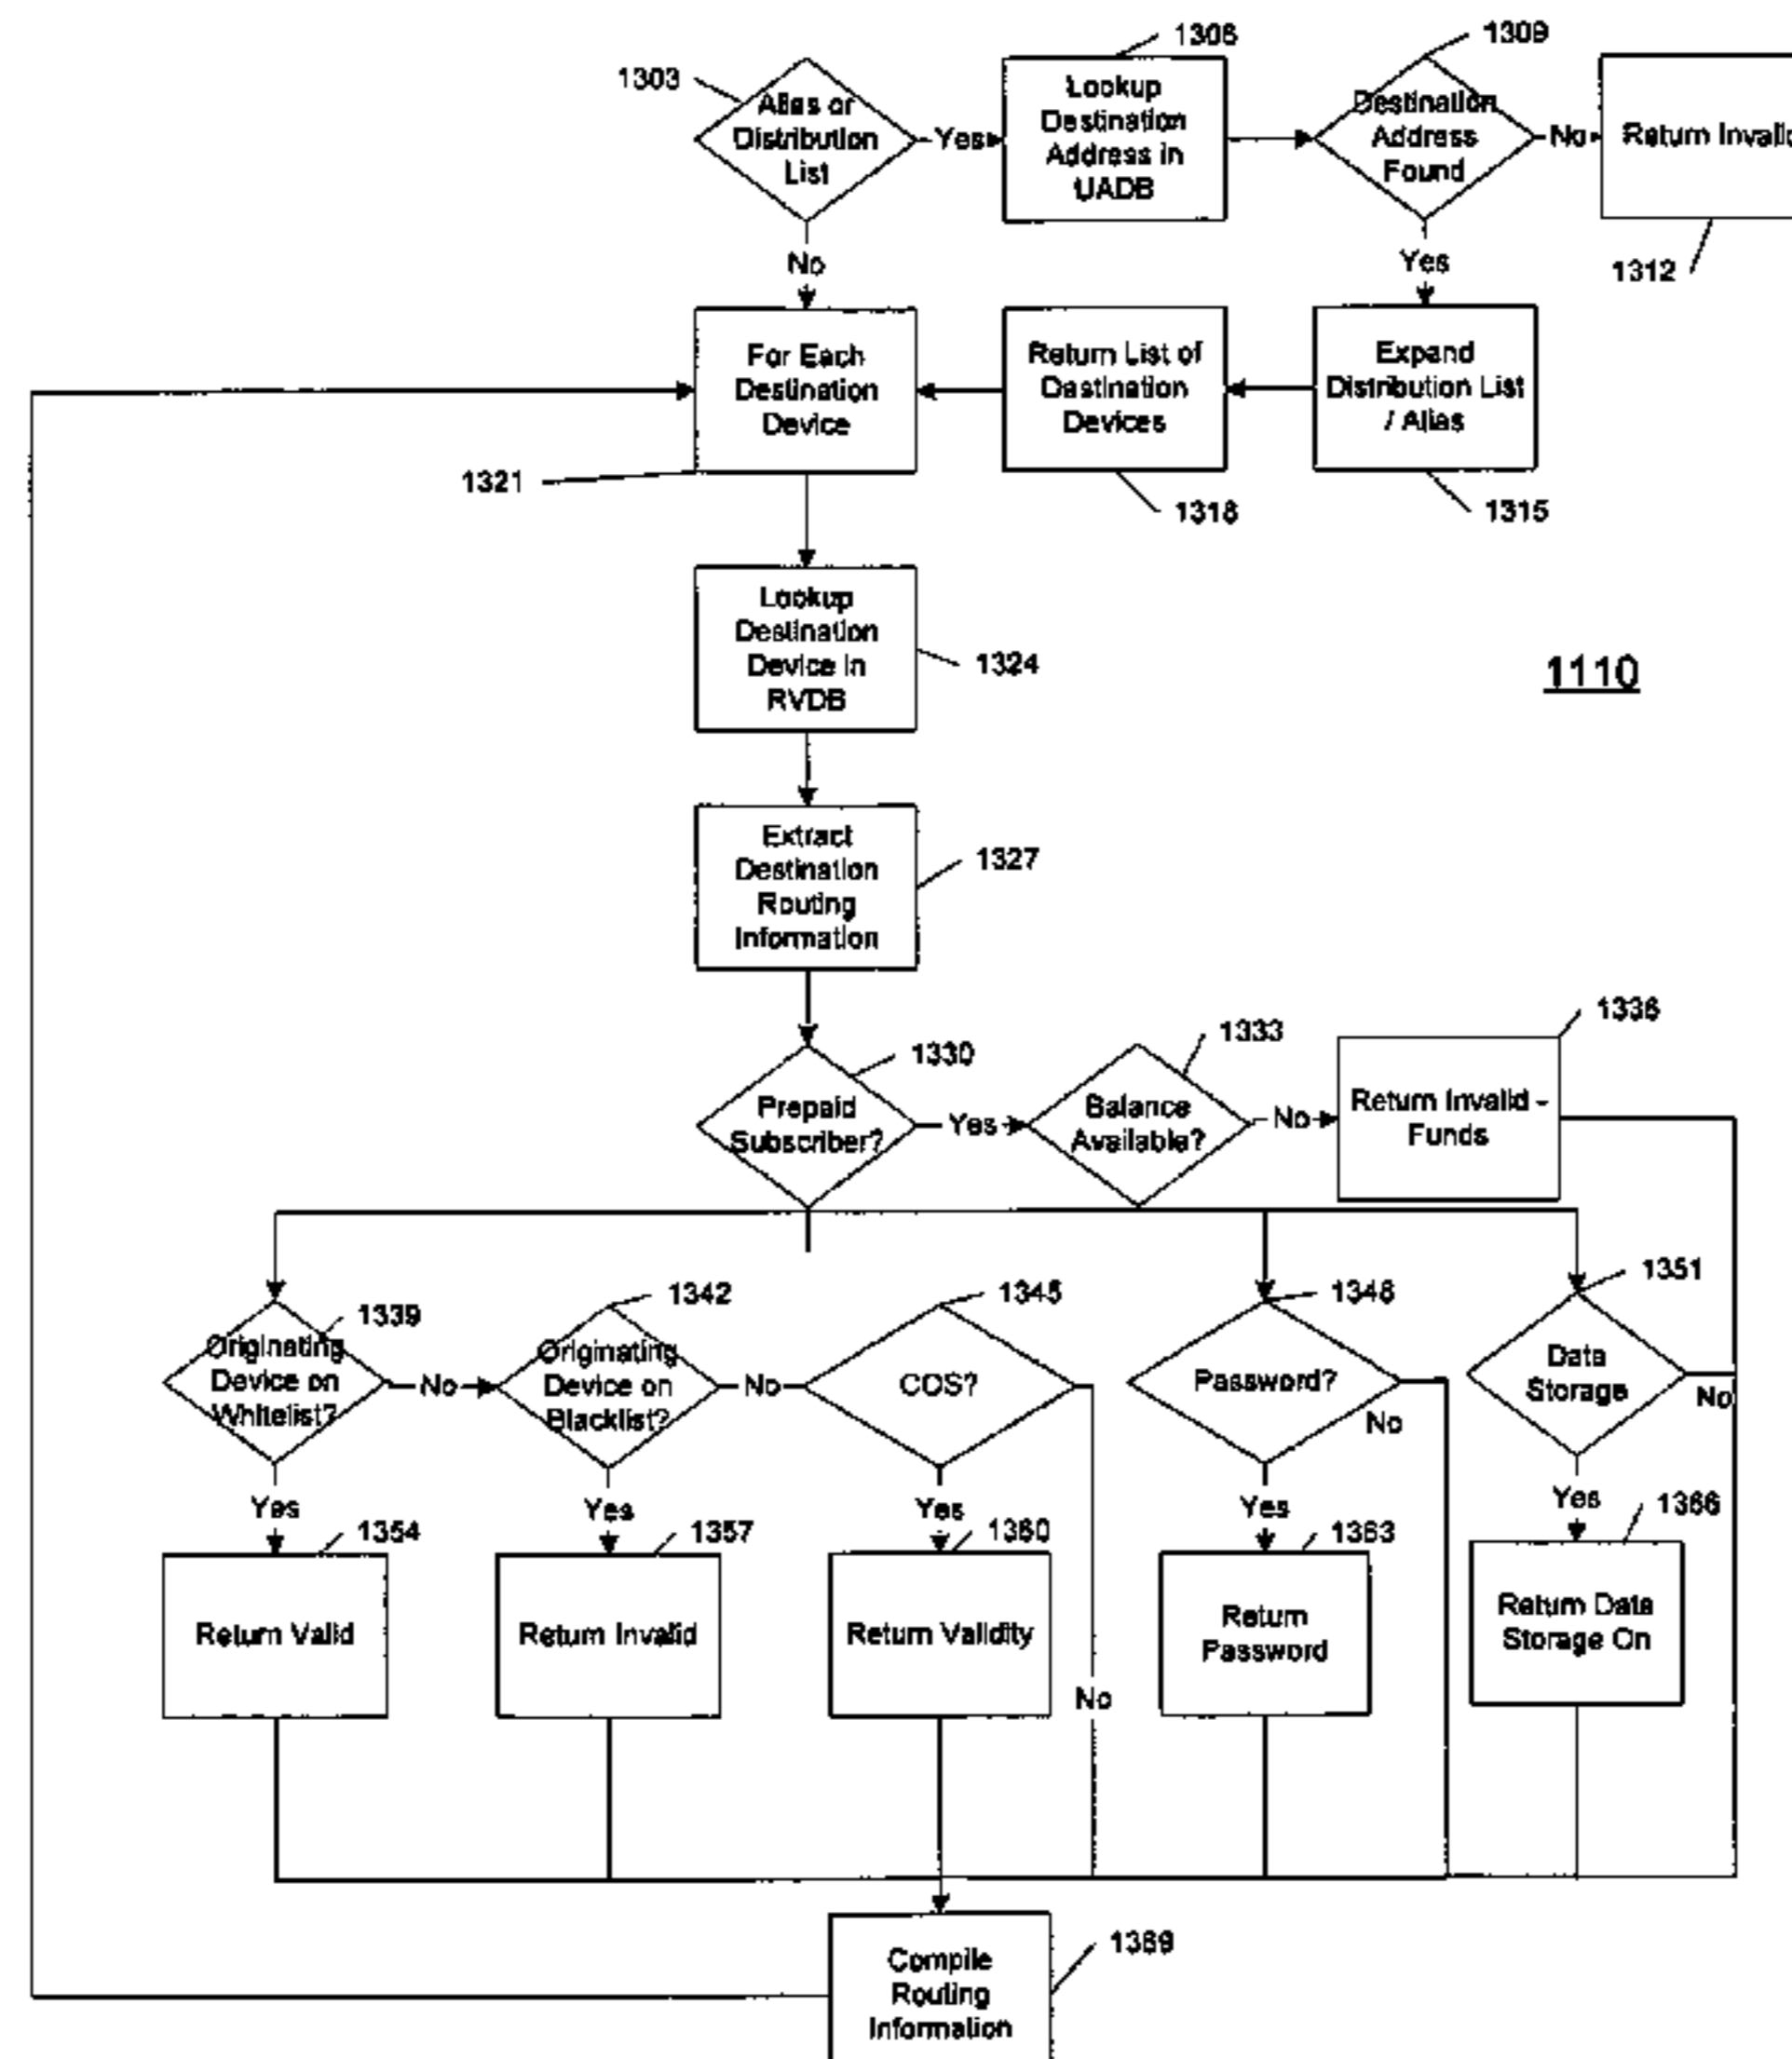 1303
Alias or
Distribution
List
Yes
1306
Lookup
Destination
Address in
UADB
1309
Destination
Address
Found
No
Return Invalid
1312
No
Yes
For Each
Destination
Device
1321
Return List of
Destination
Devices
1318
Expand
Distribution List
/ Alias
1315
Lookup
Destination
Device in
RVDB
1324
1110
Extract
Destination
Routing
Information
1327
Prepaid
Subscriber?
1330
Yes
Balance
Available?
1333
No
Return Invalid -
Funds
1336
Originating
Device on
Whitelist?
1339
No
Originating
Device on
Blacklist?
1342
No
COS?
1345
Password?
1348
No
Data
Storage
1351
No
Yes
Yes
Yes
Yes
Yes
1354
Return Valid
1357
Return Invalid
1360
Return Validity
No
1363
Return
Password
1366
Return Data
Storage On
Compile
Routing
Information
1369